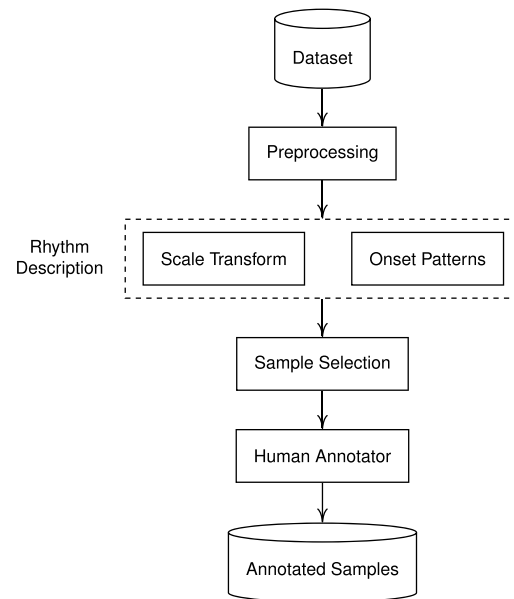 Dataset
Preprocessing
Rhythm
Description
Scale Transform
Onset Patterns
Sample Selection
Human Annotator
Annotated Samples